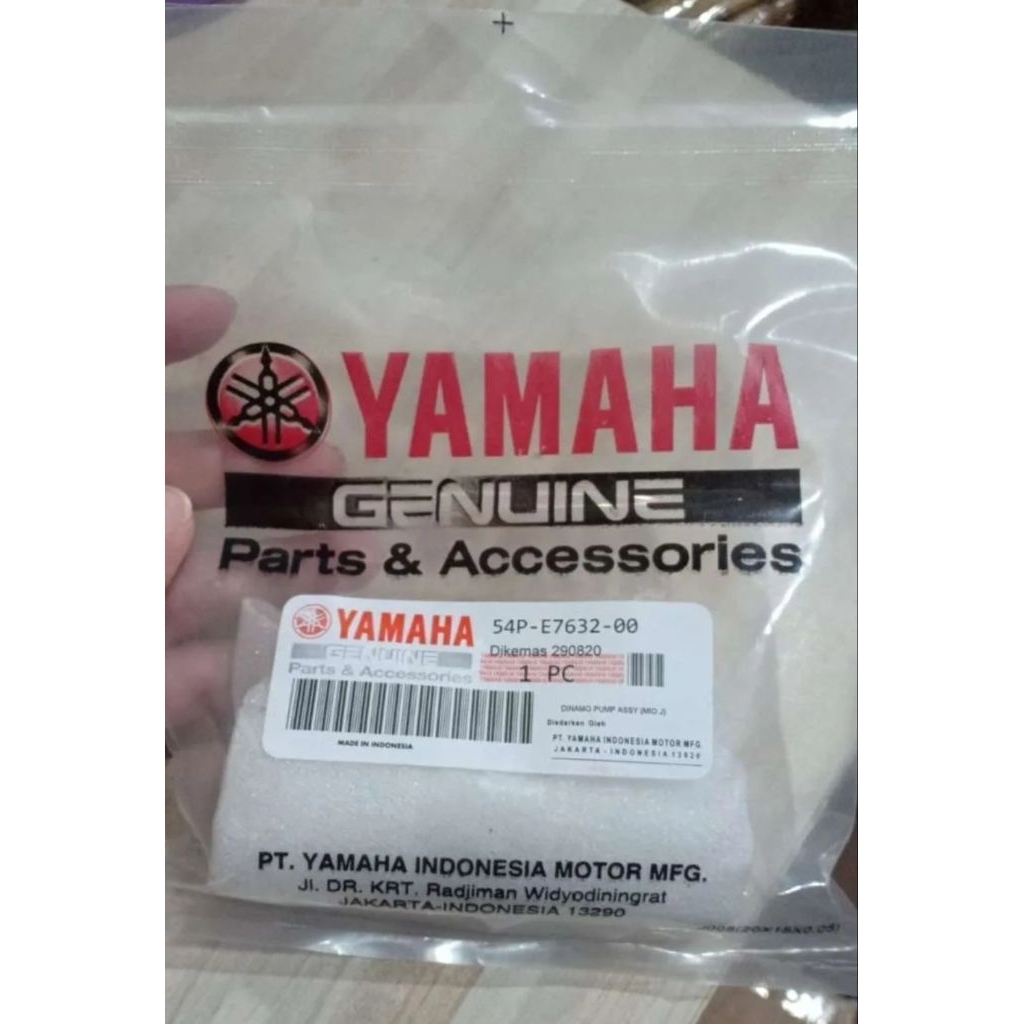 YAMAHA
GENUINE
Parts & Accessories
YAMAHA 54P-E7632-00
GENUINE Dikemas 290820
Parts & Accessories 1 PC
DINAMO PUMP ASSY (MIO J)
Diedarkan Oleh
PT. YAMAHA INDONESIA MOTOR MFG.
JAKARTA - INDONESIA 13920
MADE IN INDONESIA
PT. YAMAHA INDONESIA MOTOR MFG.
Jl. DR. KRT. Radjiman Widyodiningrat
JAKARTA-INDONESIA 13290